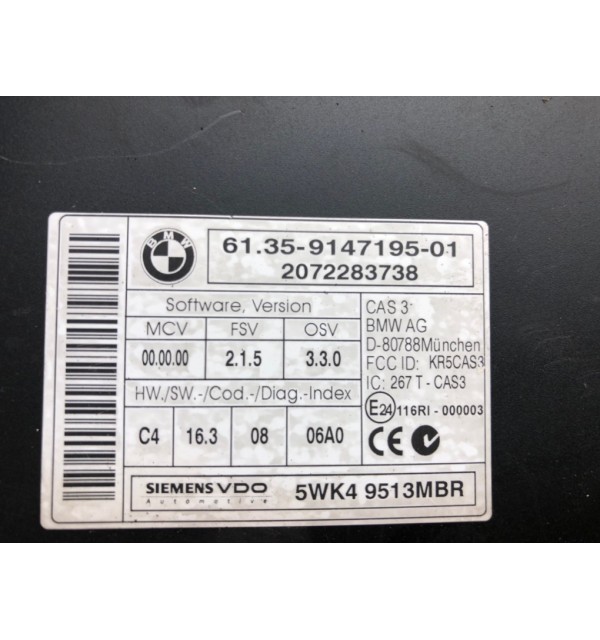 BMW
61.35-9147195-01
2072283738
Software, Version
MCV FSV OSV
00.00.00 2.1.5 3.3.0
HW./SW.-/Cod.-/Diag.-Index
C4 16.3 08 06A0
CAS 3
BMW AG
D-80788München
FCC ID: KR5CAS3
IC: 267 T - CAS3
E24 116RI - 000003
CE
SIEMENS VDO
Automotive
5WK4 9513MBR